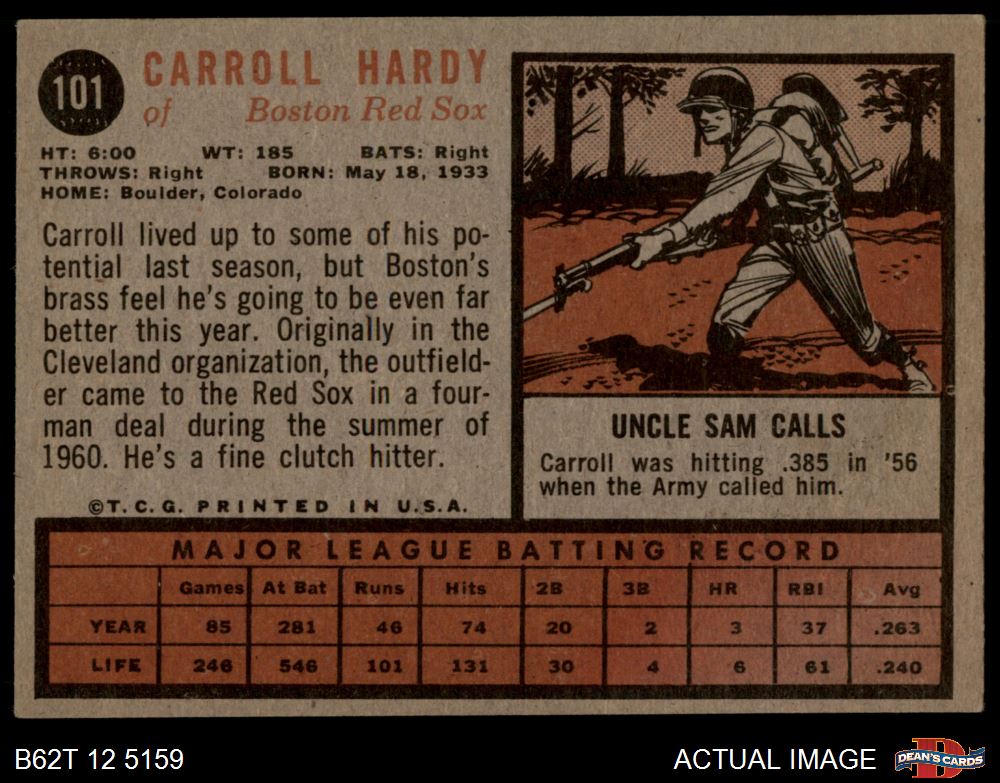 101
CARROLL HARDY
of Boston Red Sox
HT: 6:00 WT: 185 BATS: Right
THROWS: Right BORN: May 18, 1933
HOME: Boulder, Colorado
Carroll lived up to some of his po-
tential last season, but Boston's
brass feel he's going to be even far
better this year. Originally in the
Cleveland organization, the outfield-
er came to the Red Sox in a four-
man deal during the summer of
1960. He's a fine clutch hitter.
©T.C.G. PRINTED IN U.S.A.
UNCLE SAM CALLS
Carroll was hitting .385 in '56
when the Army called him.
MAJOR LEAGUE BATTING RECORD
Games At Bat Runs Hits 2B 3B HR RBI Avg
YEAR 85 281 46 74 20 2 3 37 .263
LIFE 246 546 101 131 30 4 6 61 .240
B62T 12 5159
ACTUAL IMAGE
D
DEAN'S CARDS